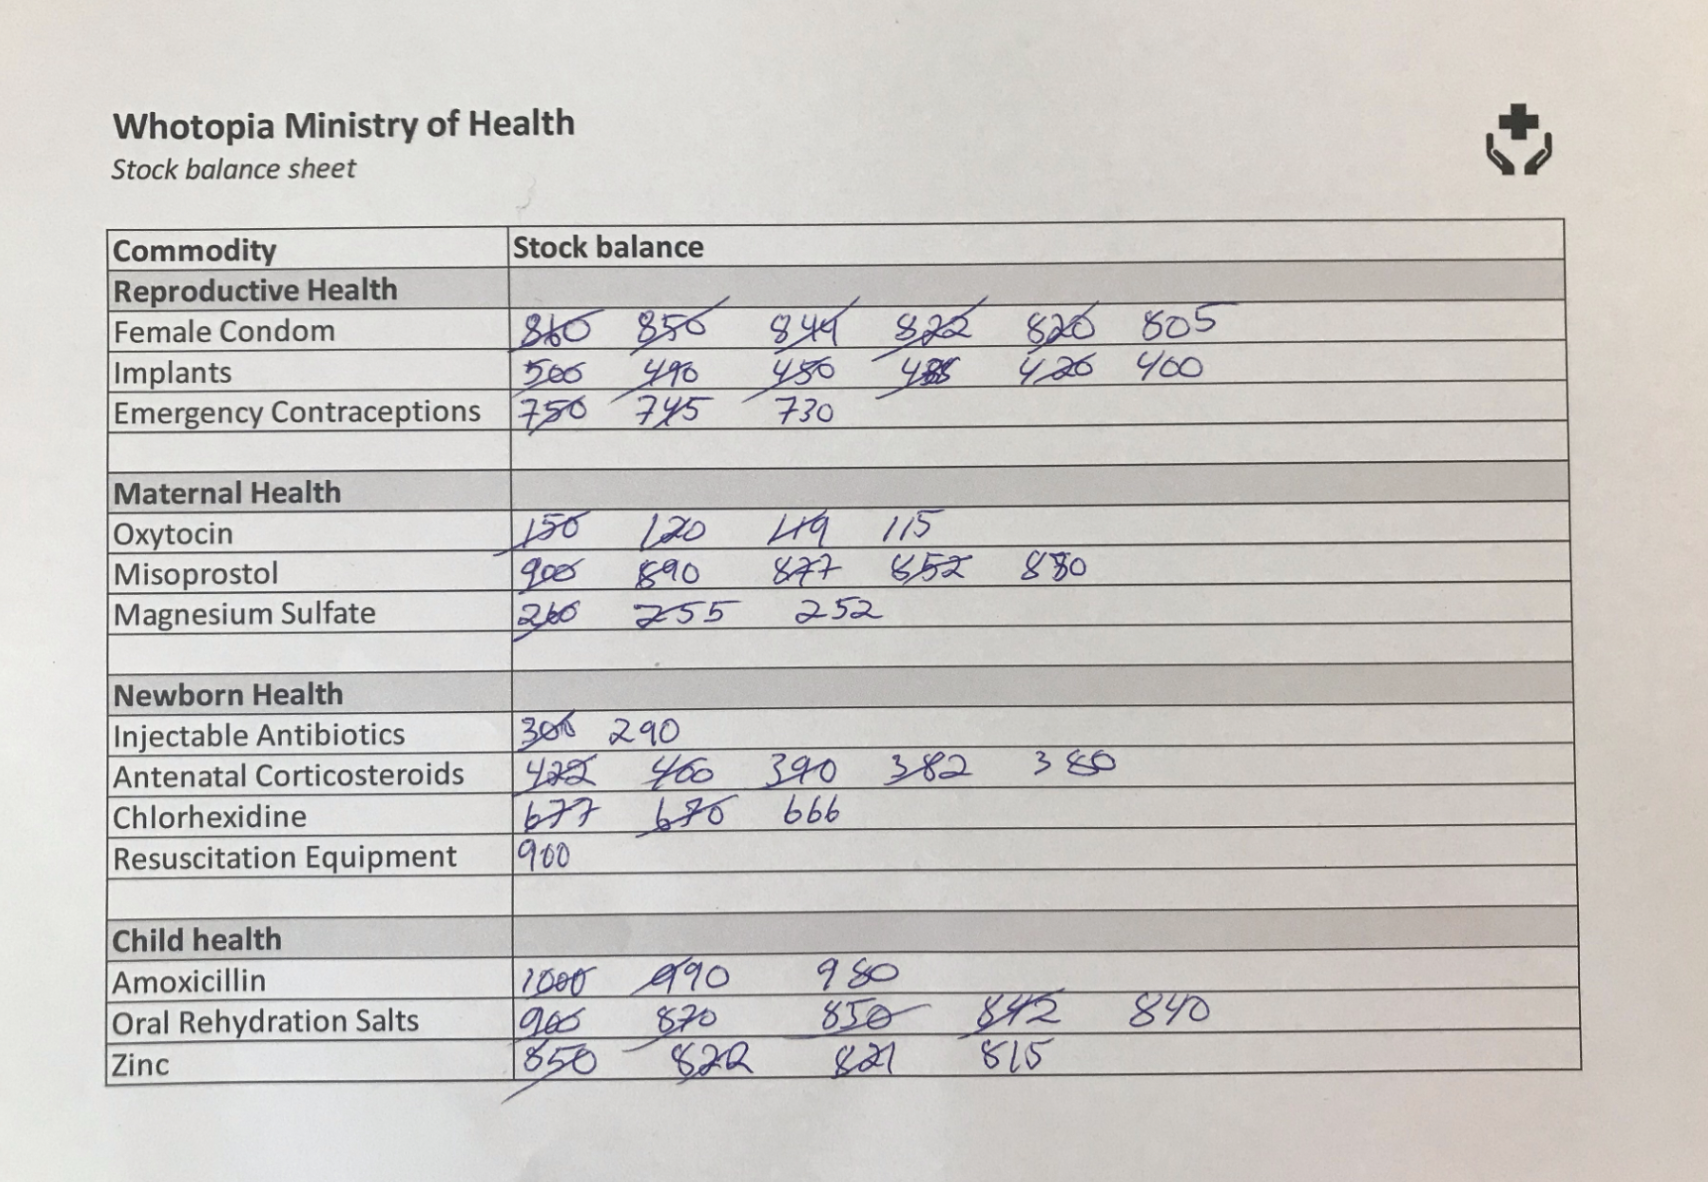 Whotopia Ministry of Health
Stock balance sheet
Commodity Stock balance
Reproductive Health
Female Condom 860 850 844 822 820 805
Implants 500 490 450 420 400
Emergency Contraceptions 750 745 730
Maternal Health
Oxytocin 150 120 119 115
Misoprostol 900 890 877 852
Magnesium Sulfate 260 255 252
Newborn Health
Injectable Antibiotics 300 290
Antenatal Corticosteroids 422 400 390 382 380
Chlorhexidine 677 670 666
Resuscitation Equipment 900
Child health
Amoxicillin 1000 990 980
Oral Rehydration Salts 900 870 850 842 840
Zinc 850 822 821 815